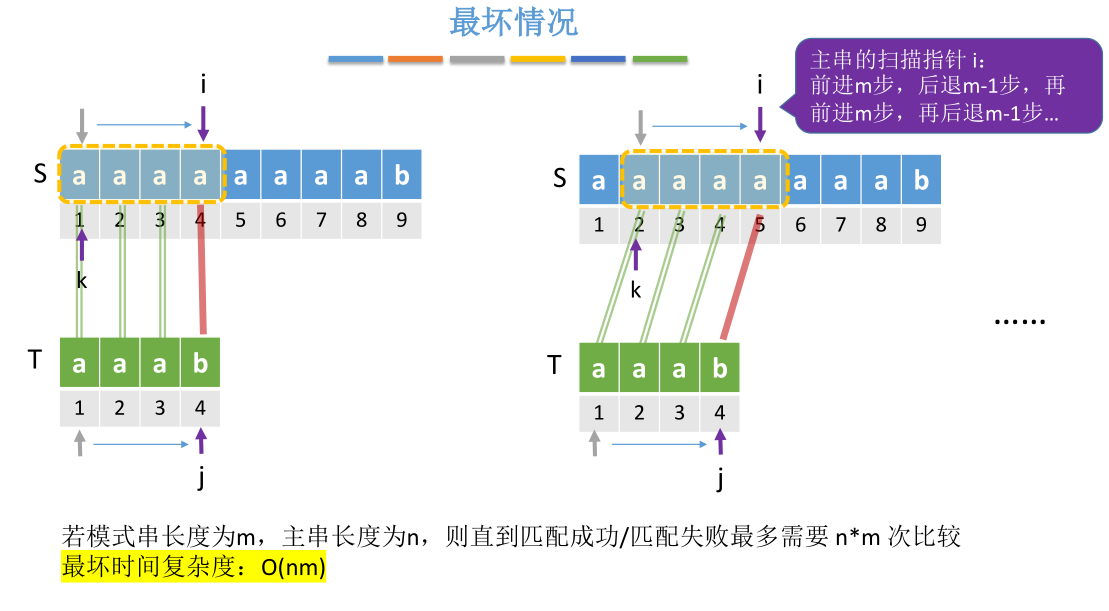 最坏情况
主串的扫描指针 i：
前进m步，后退m-1步，再
前进m步，再后退m-1步…
i
S a a a a a a a a b
1 2 3 4 5 6 7 8 9
k
T a a a b
1 2 3 4
j
i
S a a a a a a a a b
1 2 3 4 5 6 7 8 9
k
T a a a b
1 2 3 4
j
……
若模式串长度为m，主串长度为n，则直到匹配成功/匹配失败最多需要 n*m 次比较
最坏时间复杂度：O(nm)